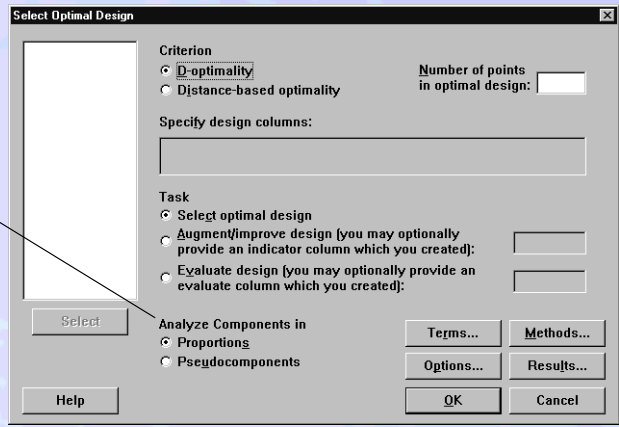 Select Optimal Design
Criterion
D-optimality
Distance-based optimality
Number of points
in optimal design:
Specify design columns:
Task
Select optimal design
Augment/improve design (you may optionally
provide an indicator column which you created):
Evaluate design (you may optionally provide an
evaluate column which you created):
Select
Analyze Components in
Proportions
Pseudocomponents
Terms...
Methods...
Options...
Results...
Help
OK
Cancel